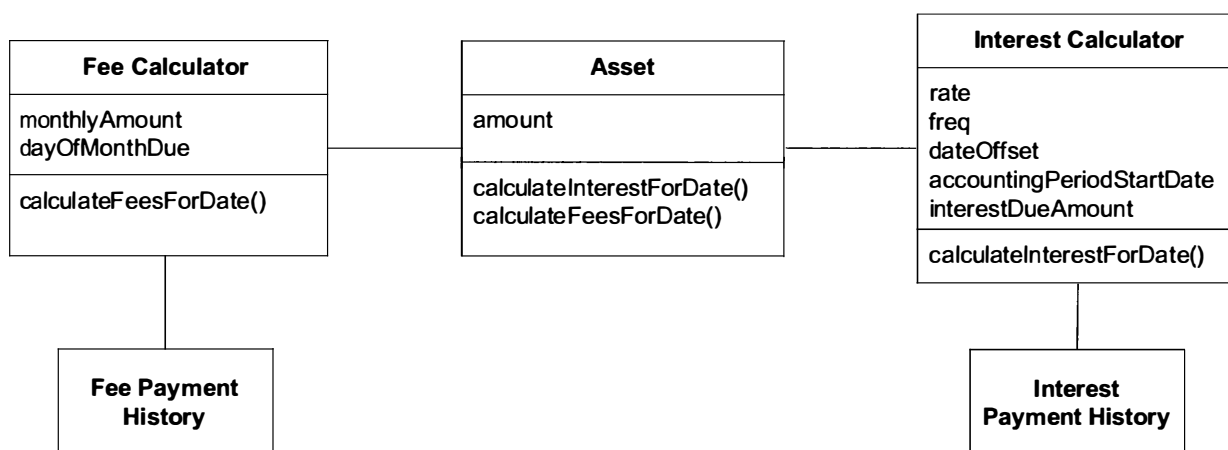 Fee Calculator
monthlyAmount
dayOfMonthDue
calculateFeesForDate()
Fee Payment
History
Asset
amount
calculateInterestForDate()
calculateFeesForDate()
Interest Calculator
rate
freq
dateOffset
accountingPeriodStartDate
interestDueAmount
calculateInterestForDate()
Interest
Payment History